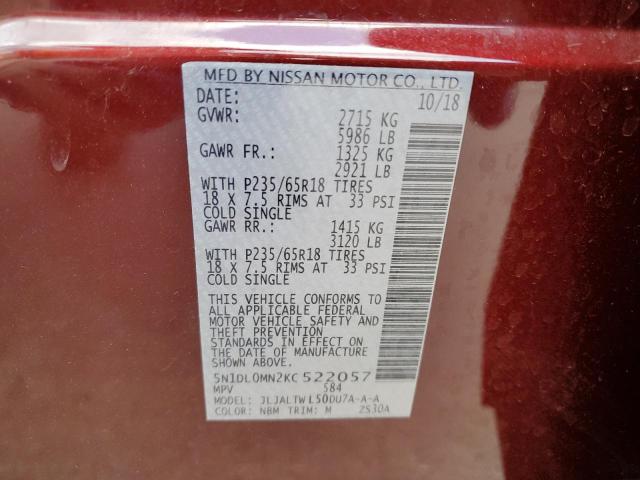 MFD BY NISSAN MOTOR CO., LTD.
DATE: 10/18
GVWR: 2715 KG
5986 LB
GAWR FR.: 1325 KG
2921 LB
WITH P235/65R18 TIRES
18 X 7.5 RIMS AT 33 PSI
COLD SINGLE
GAWR RR.: 1415 KG
3120 LB
WITH P235/65R18 TIRES
18 X 7.5 RIMS AT 33 PSI
COLD SINGLE
THIS VEHICLE CONFORMS TO
ALL APPLICABLE FEDERAL
MOTOR VEHICLE SAFETY AND
THEFT PREVENTION
STANDARDS IN EFFECT ON
THE DATE OF MANUFACTURE
SHOWN ABOVE.
5N1DL0MN2KC522057
MPV 584
MODEL: JLJALTWL50DU7A-A-A
COLOR: NBM TRIM: M 2S30A